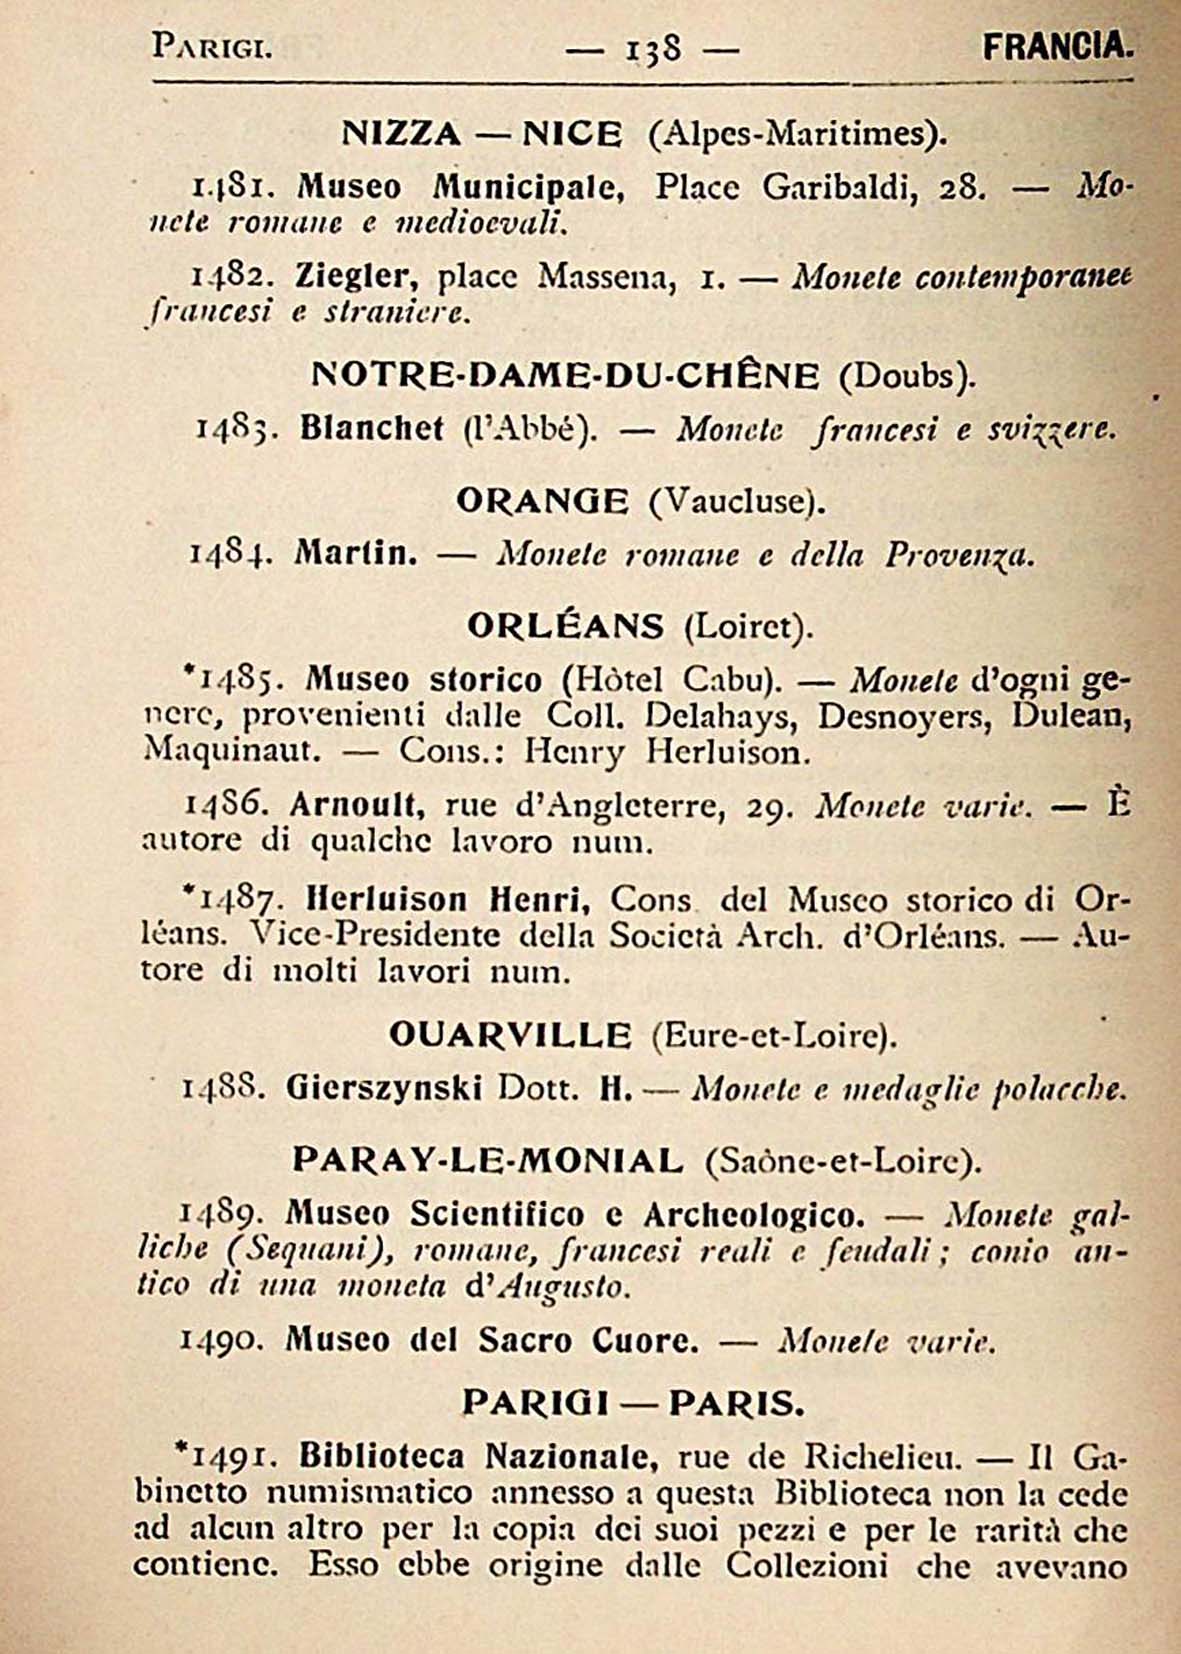 PARIGI. — 138 — FRANCIA.
NIZZA — NICE (Alpes-Maritimes).
1481. Museo Municipale, Place Garibaldi, 28. — Mo-
nete romane e medioevali.
1482. Ziegler, place Massena, 1. — Monete contemporanee
francesi e straniere.
NOTRE-DAME-DU-CHÊNE (Doubs).
1483. Blanchet (l'Abbé). — Monete francesi e svizzere.
ORANGE (Vaucluse).
1484. Martin. — Monete romane e della Provenza.
ORLÉANS (Loiret).
*1485. Museo storico (Hòtel Cabu). — Monete d'ogni ge-
nere, provenienti dalle Coll. Delahays, Desnoyers, Dulean,
Maquinaut. — Cons.: Henry Herluison.
1486. Arnoult, rue d'Angleterre, 29. Monete varie. — È
autore di qualche lavoro num.
*1487. Herluison Henri, Cons. del Museo storico di Or-
léans. Vice-Presidente della Società Arch. d'Orléans. — Au-
tore di molti lavori num.
OUARVILLE (Eure-et-Loire).
1488. Gierszynski Dott. H. — Monete e medaglie polacche.
PARAY-LE-MONIAL (Saòne-et-Loire).
1489. Museo Scientifico e Archeologico. — Monete gal-
liche (Sequani), romane, francesi reali e feudali; conio an-
tico di una moneta d'Augusto.
1490. Museo del Sacro Cuore. — Monete varie.
PARIGI — PARIS.
*1491. Biblioteca Nazionale, rue de Richelieu. — Il Ga-
binetto numismatico annesso a questa Biblioteca non la cede
ad alcun altro per la copia dei suoi pezzi e per le rarità che
contiene. Esso ebbe origine dalle Collezioni che avevano